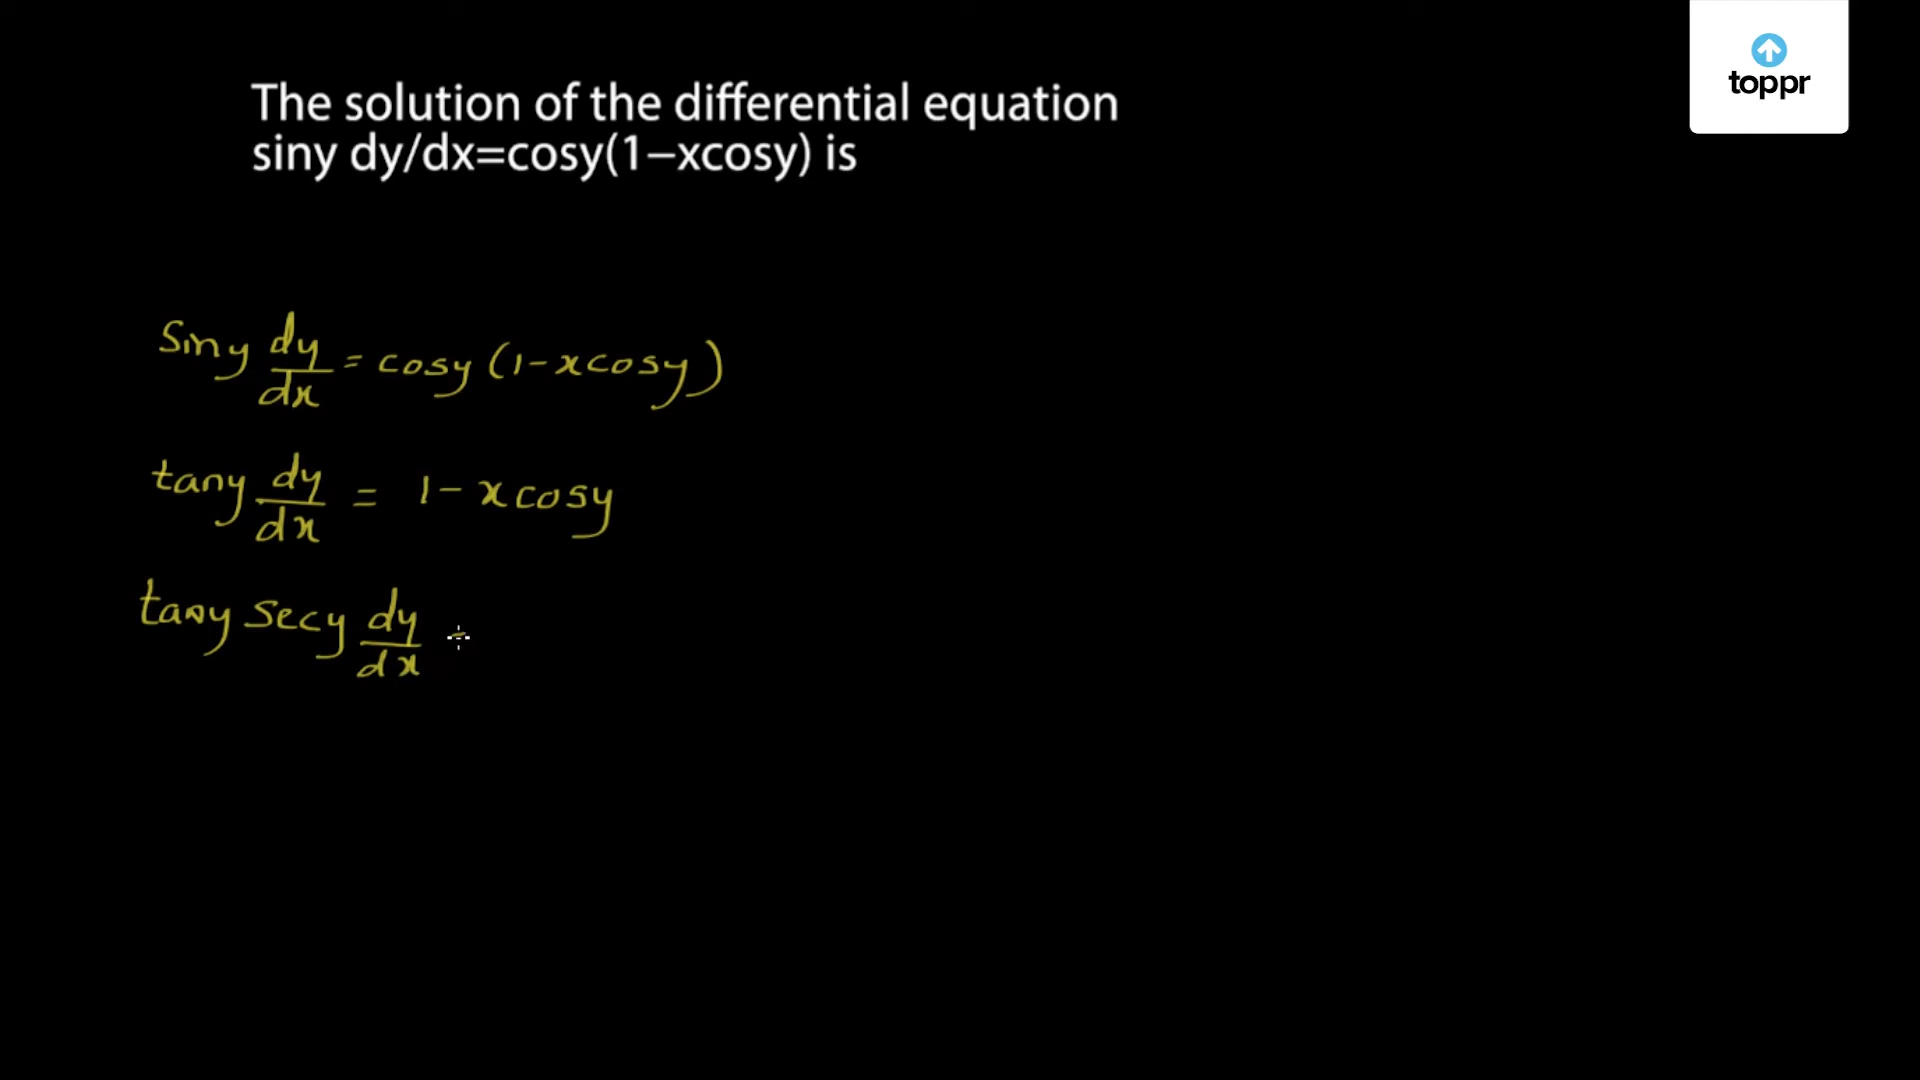 toppr
The solution of the differential equation
siny dy/dx=cosy(1−xcosy) is
Siny dy/dx = cosy (1-xcosy)
tany dy/dx = 1-xcosy
tany Secy dy/dx -